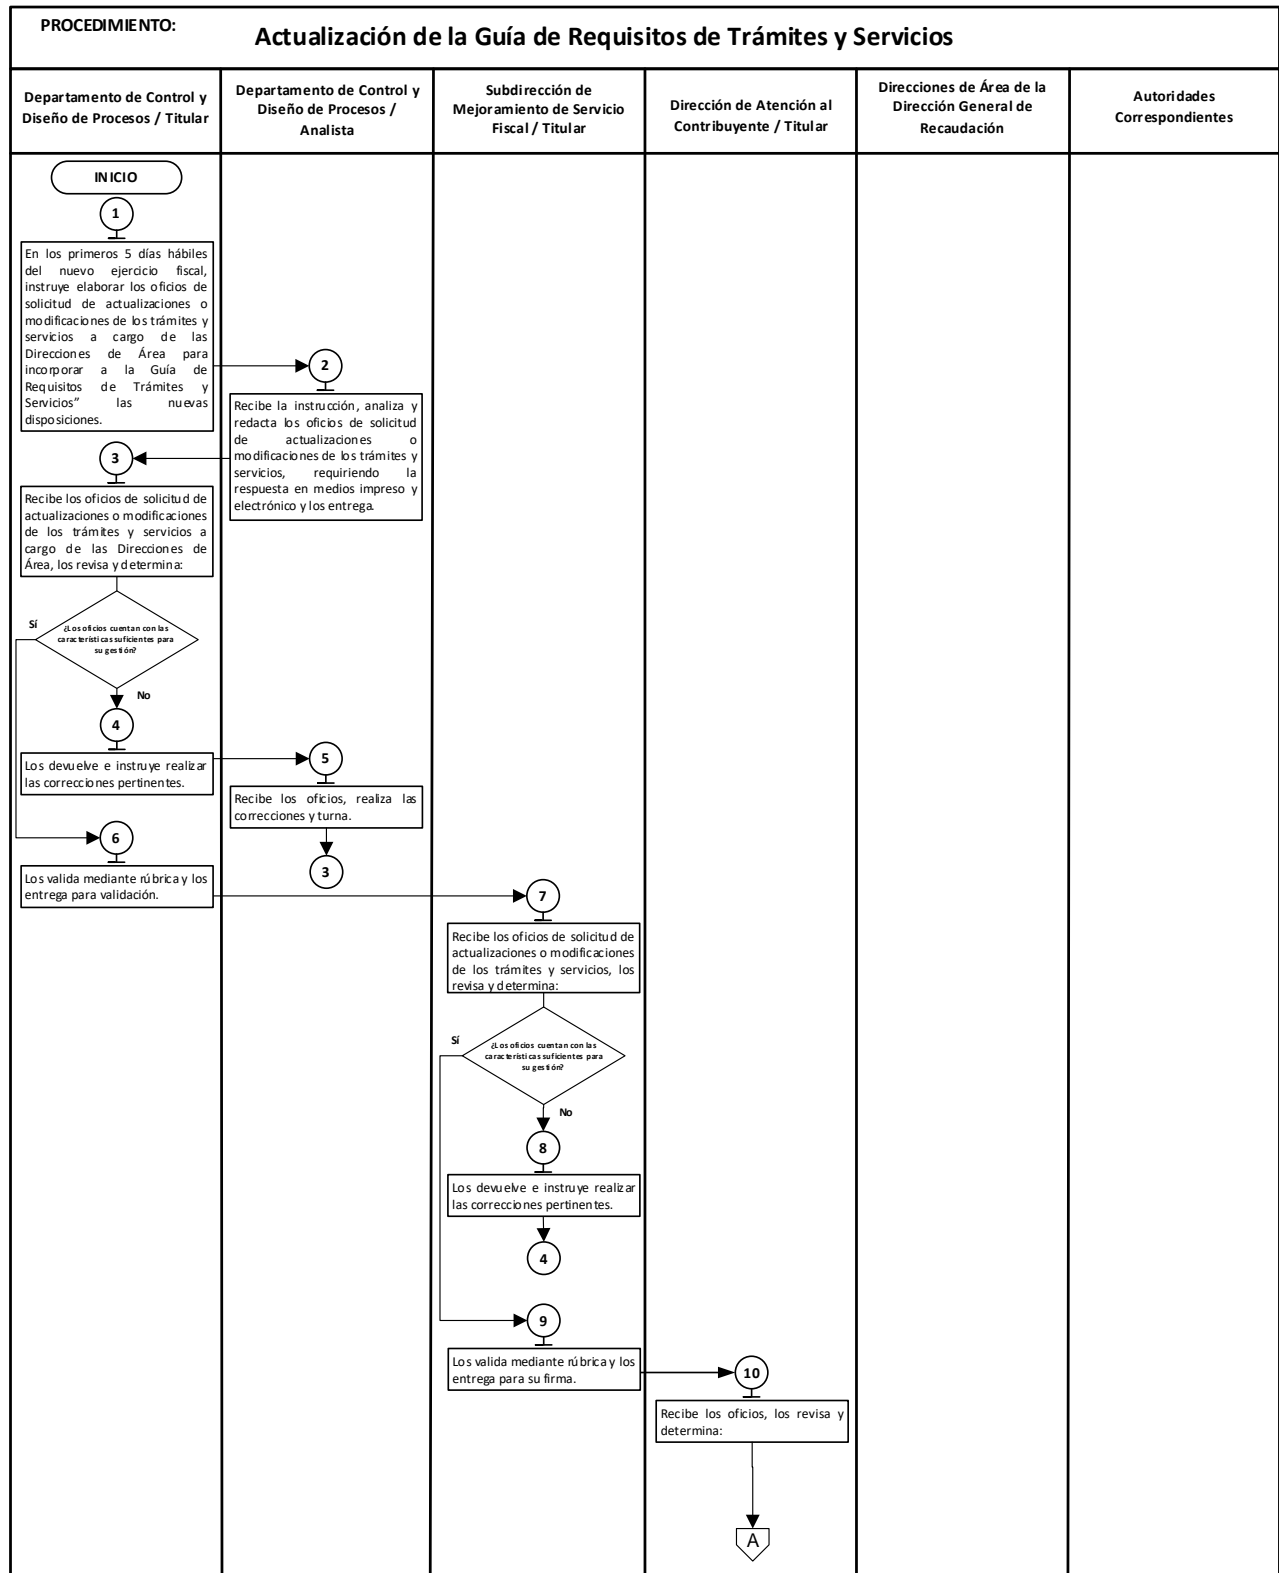 PROCEDIMIENTO:
Actualización de la Guía de Requisitos de Trámites y Servicios
Departamento de Control y
Diseño de Procesos / Titular
Departamento de Control y
Diseño de Procesos /
Analista
Subdirección de
Mejoramiento de Servicio
Fiscal / Titular
Dirección de Atención al
Contribuyente / Titular
Direcciones de Área de la
Dirección General de
Recaudación
Autoridades
Correspondientes
INICIO
1
En los primeros 5 días hábiles
del nuevo ejercicio fiscal,
instruye elaborar los oficios de
solicitud de actualizaciones o
modificaciones de los trámites y
servicios a cargo de las
Direcciones de Área para
incorporar a la Guía de
Requisitos de Trámites y
Servicios” las nuevas
disposiciones.
2
Recibe la instrucción, analiza y
redacta los oficios de solicitud
de actualizaciones o
modificaciones de los trámites y
servicios, requiriendo la
respuesta en medios impreso y
electrónico y los entrega.
3
Recibe los oficios de solicitud de
actualizaciones o modificaciones
de los trámites y servicios a
cargo de las Direcciones de
Área, los revisa y determina:
Sí
¿Los oficios cuentan con las
características suficientes para
su gestión?
No
4
Los devuelve e instruye realizar
las correcciones pertinentes.
5
Recibe los oficios, realiza las
correcciones y turna.
3
6
Los valida mediante rúbrica y los
entrega para validación.
7
Recibe los oficios de solicitud de
actualizaciones o modificaciones
de los trámites y servicios, los
revisa y determina:
Sí
¿Los oficios cuentan con las
características suficientes para
su gestión?
No
8
Los devuelve e instruye realizar
las correcciones pertinentes.
4
9
Los valida mediante rúbrica y los
entrega para su firma.
10
Recibe los oficios, los revisa y
determina:
A